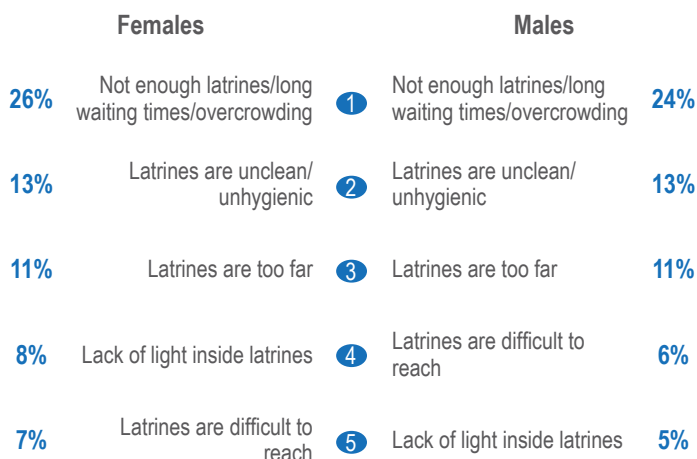 Females Males
26% Not enough latrines/long
waiting times/overcrowding 1 Not enough latrines/long
waiting times/overcrowding 24%
13% Latrines are unclean/
unhygienic 2 Latrines are unclean/
unhygienic 13%
11% Latrines are too far 3 Latrines are too far 11%
8% Lack of light inside latrines 4 Latrines are difficult to
reach 6%
7% Latrines are difficult to
reach 5 Lack of light inside latrines 5%